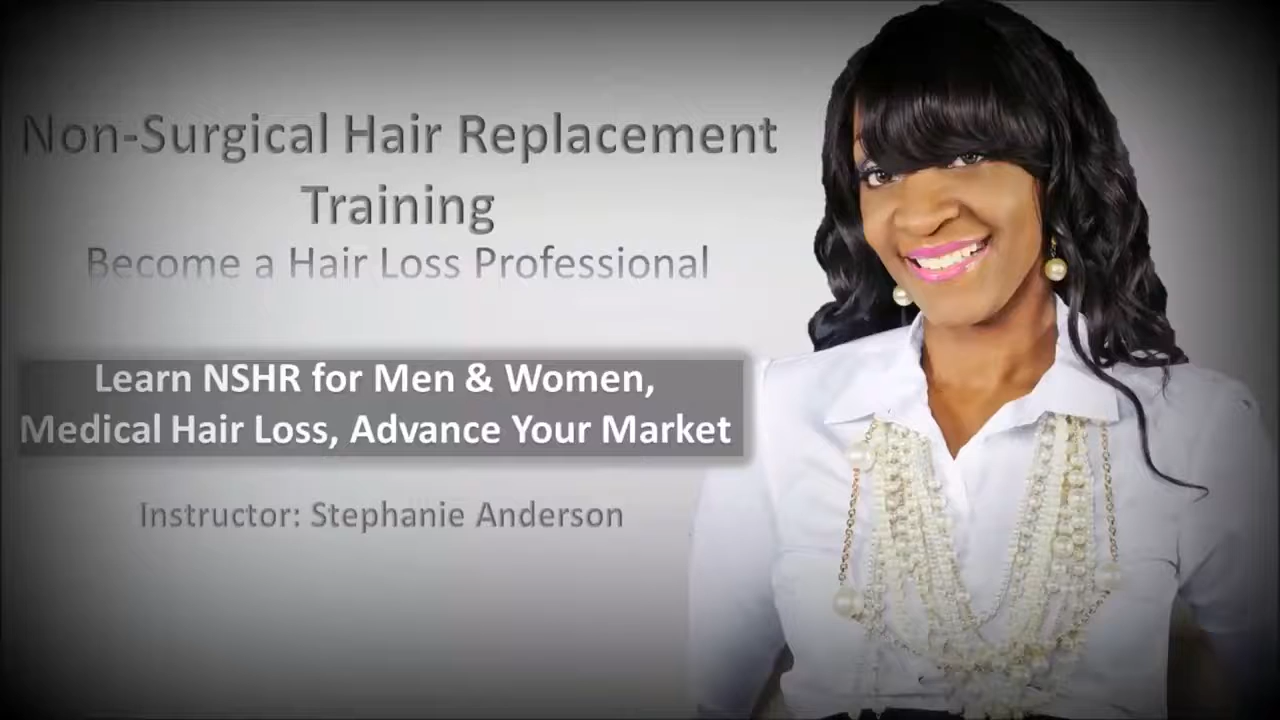 Non-Surgical Hair Replacement
Training
Become a Hair Loss Professional
Learn NSHR for Men & Women,
Medical Hair Loss, Advance Your Market
Instructor: Stephanie Anderson